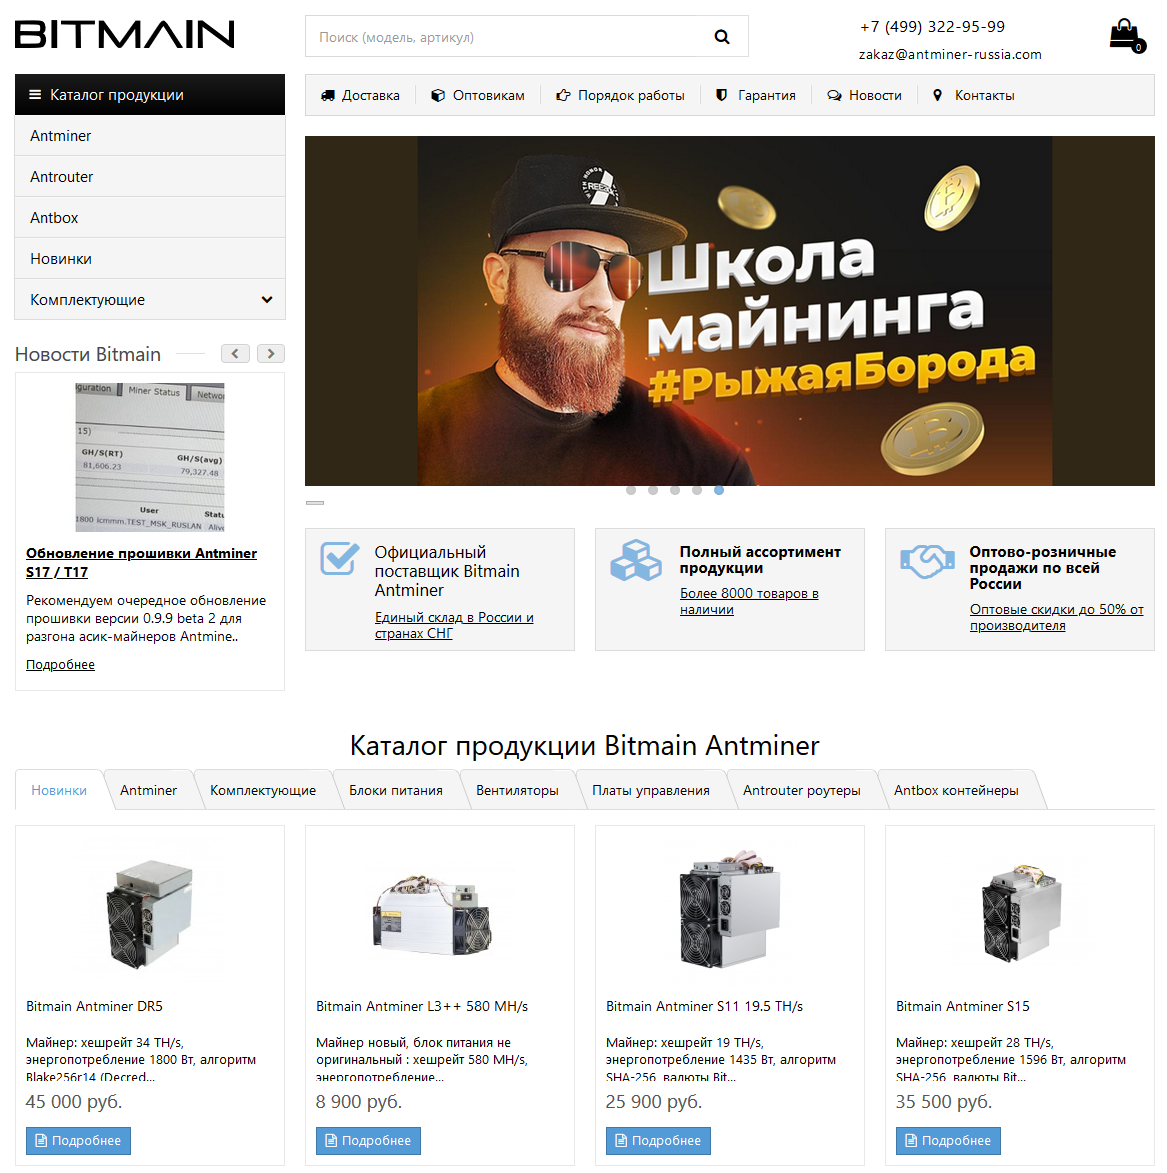 BITMAIN
Поиск (модель, артикул)
+7 (499) 322-95-99
zakaz@antminer-russia.com
0
Каталог продукции
Доставка
Оптовикам
Порядок работы
Гарантия
Новости
Контакты
Antminer
Antrouter
Antbox
Новинки
Комплектующие
WITH HONOR
REEZY
Школа
майнинга
#РыжаяБорода
Новости Bitmain
guration
Miner Status
Networ
15)
GH/S(RT)
GH/S(avg)
81,606.23
79,327.48
User
Statu
1800
lcmmm.TEST_MSK_RUSLAN
Alive
Обновление прошивки Antminer
S17 / T17
Рекомендуем очередное обновление
прошивки версии 0.9.9 beta 2 для
разгона асик-майнеров Antmine..
Подробнее
Официальный
поставщик Bitmain
Antminer
Единый склад в России и
странах СНГ
Полный ассортимент
продукции
Более 8000 товаров в
наличии
Оптово-розничные
продажи по всей
России
Оптовые скидки до 50% от
производителя
Каталог продукции Bitmain Antminer
Новинки
Antminer
Комплектующие
Блоки питания
Вентиляторы
Платы управления
Antrouter роутеры
Antbox контейнеры
Bitmain Antminer DR5
Майнер: хешрейт 34 TH/s,
энергопотребление 1800 Вт, алгоритм
Blake256r14 (Decred...
45 000 руб.
Подробнее
Bitmain Antminer L3++ 580 MH/s
Майнер новый, блок питания не
оригинальный : хешрейт 580 MH/s,
энергопотребление...
8 900 руб.
Подробнее
Bitmain Antminer S11 19.5 TH/s
Майнер: хешрейт 19 TH/s,
энергопотребление 1435 Вт, алгоритм
SHA-256, валюты Bit...
25 900 руб.
Подробнее
Bitmain Antminer S15
Майнер: хешрейт 28 TH/s,
энергопотребление 1596 Вт, алгоритм
SHA-256, валюты Bit...
35 500 руб.
Подробнее